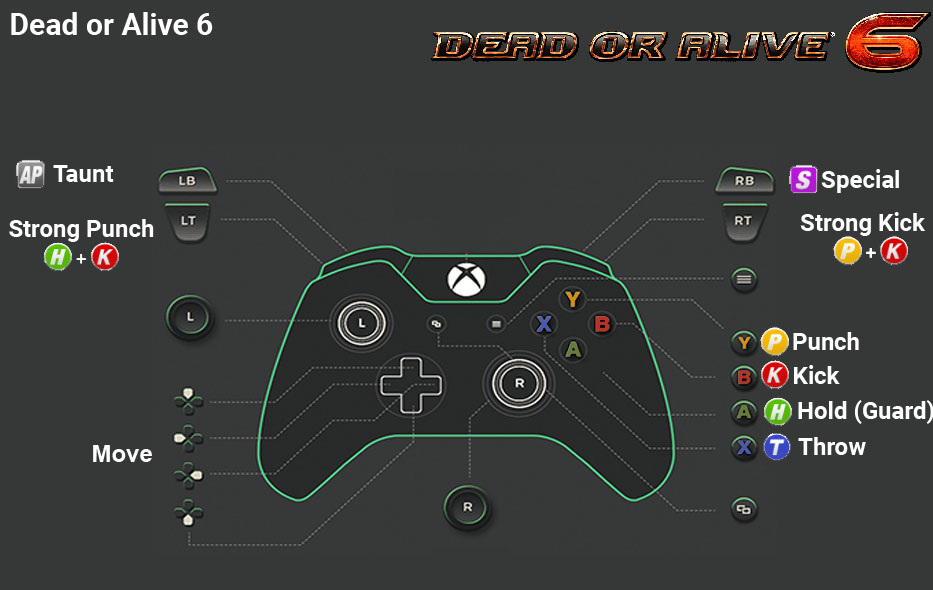 Dead or Alive 6
DEAD OR ALIVE 6
AP Taunt
LB
RB
S Special
Strong Punch
LT
RT
Strong Kick
H + K
P + K
L
L
Y
X
B
A
R
Y P Punch
B K Kick
A H Hold (Guard)
X T Throw
Move
R